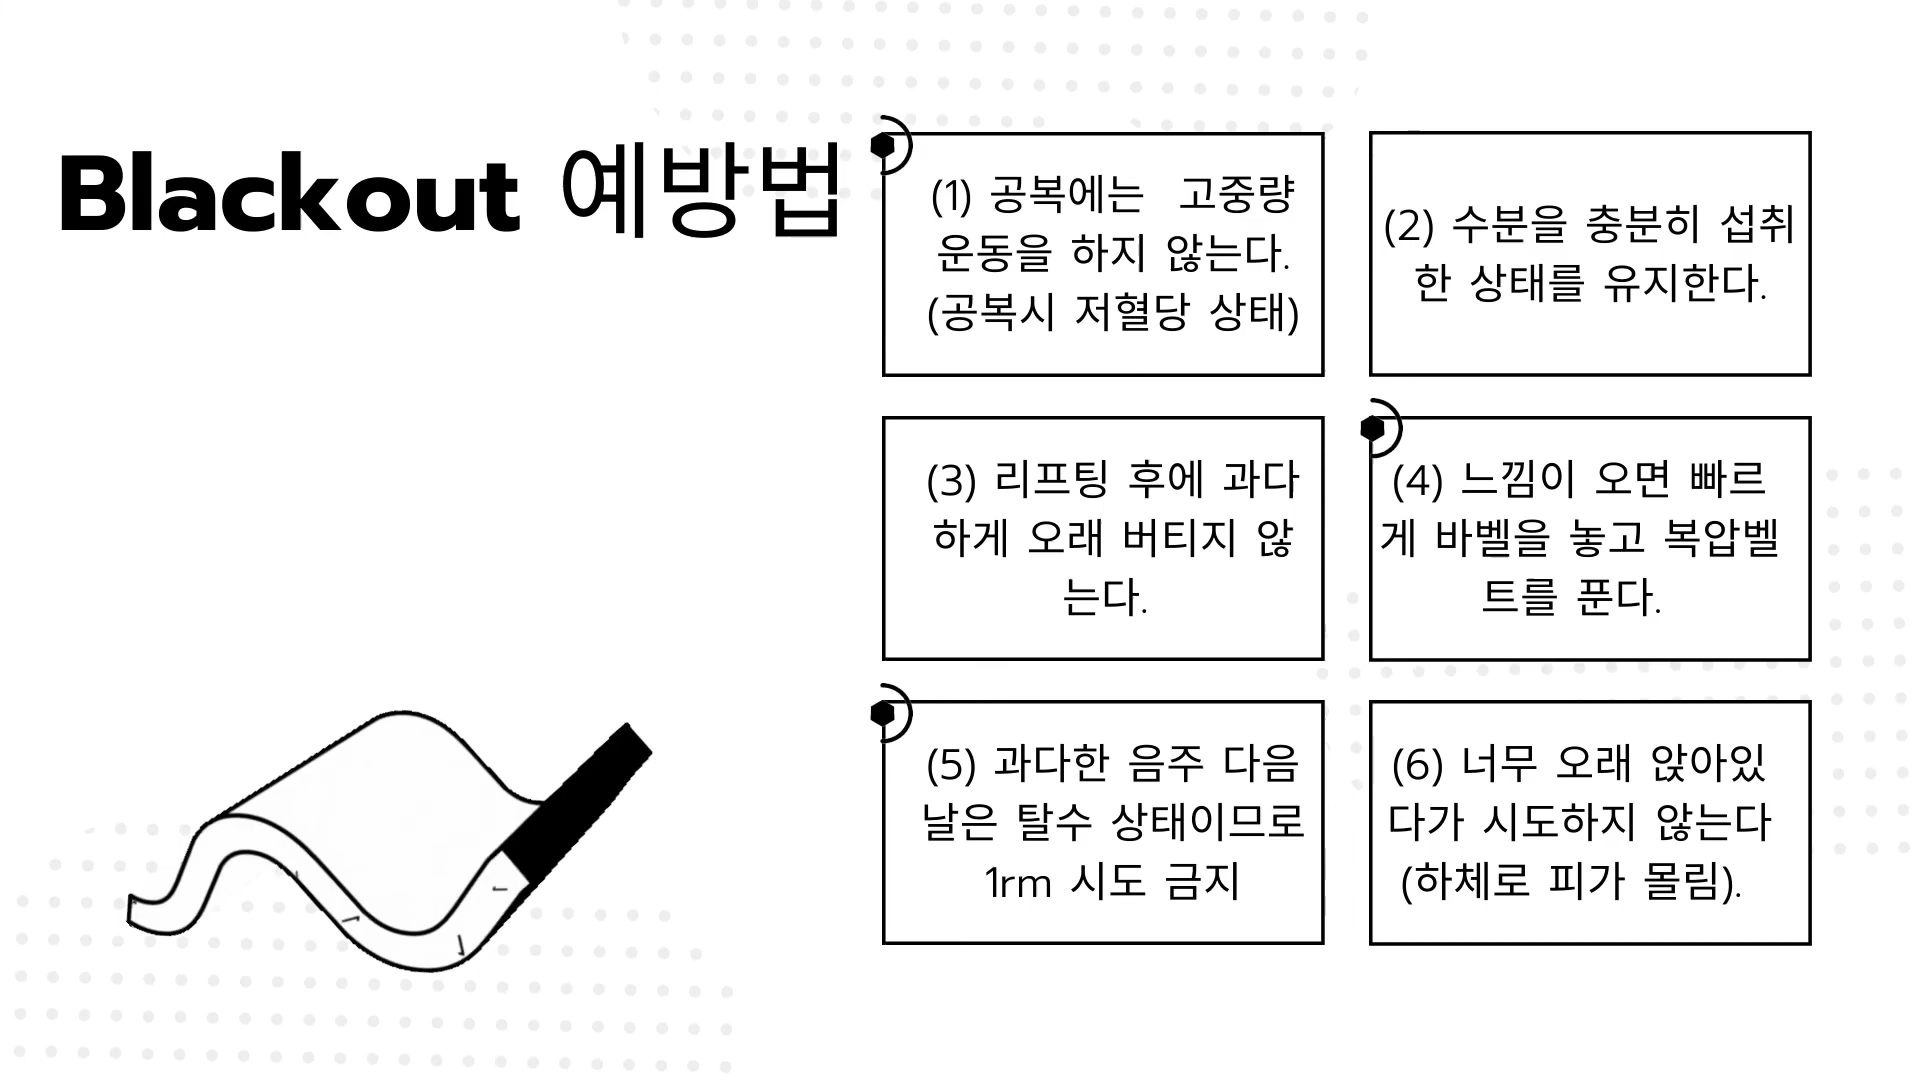 Blackout 예방법
(1) 공복에는 고중량
운동을 하지 않는다.
(공복시 저혈당 상태)
(2) 수분을 충분히 섭취
한 상태를 유지한다.
(3) 리프팅 후에 과다
하게 오래 버티지 않
는다.
(4) 느낌이 오면 빠르
게 바벨을 놓고 복압벨
트를 푼다.
(5) 과다한 음주 다음
날은 탈수 상태이므로
1rm 시도 금지
(6) 너무 오래 앉아있
다가 시도하지 않는다
(하체로 피가 몰림).